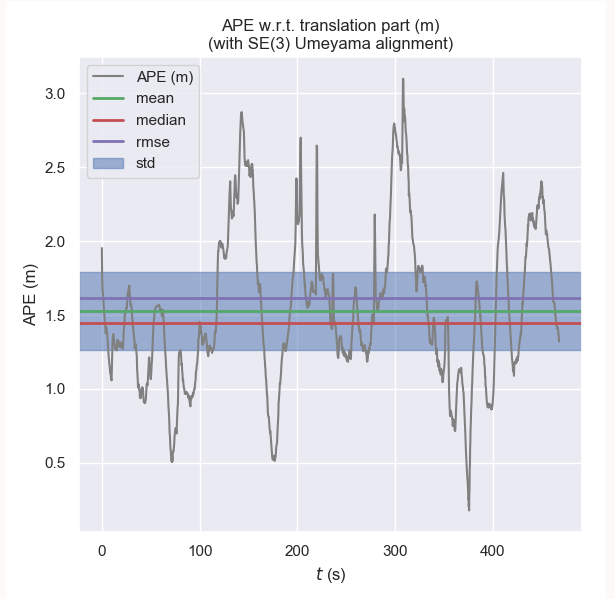 APE w.r.t. translation part (m)
(with SE(3) Umeyama alignment)
APE (m)
mean
median
rmse
std
APE (m)
3.0
2.5
2.0
1.5
1.0
0.5
0
100
200
300
400
t (s)